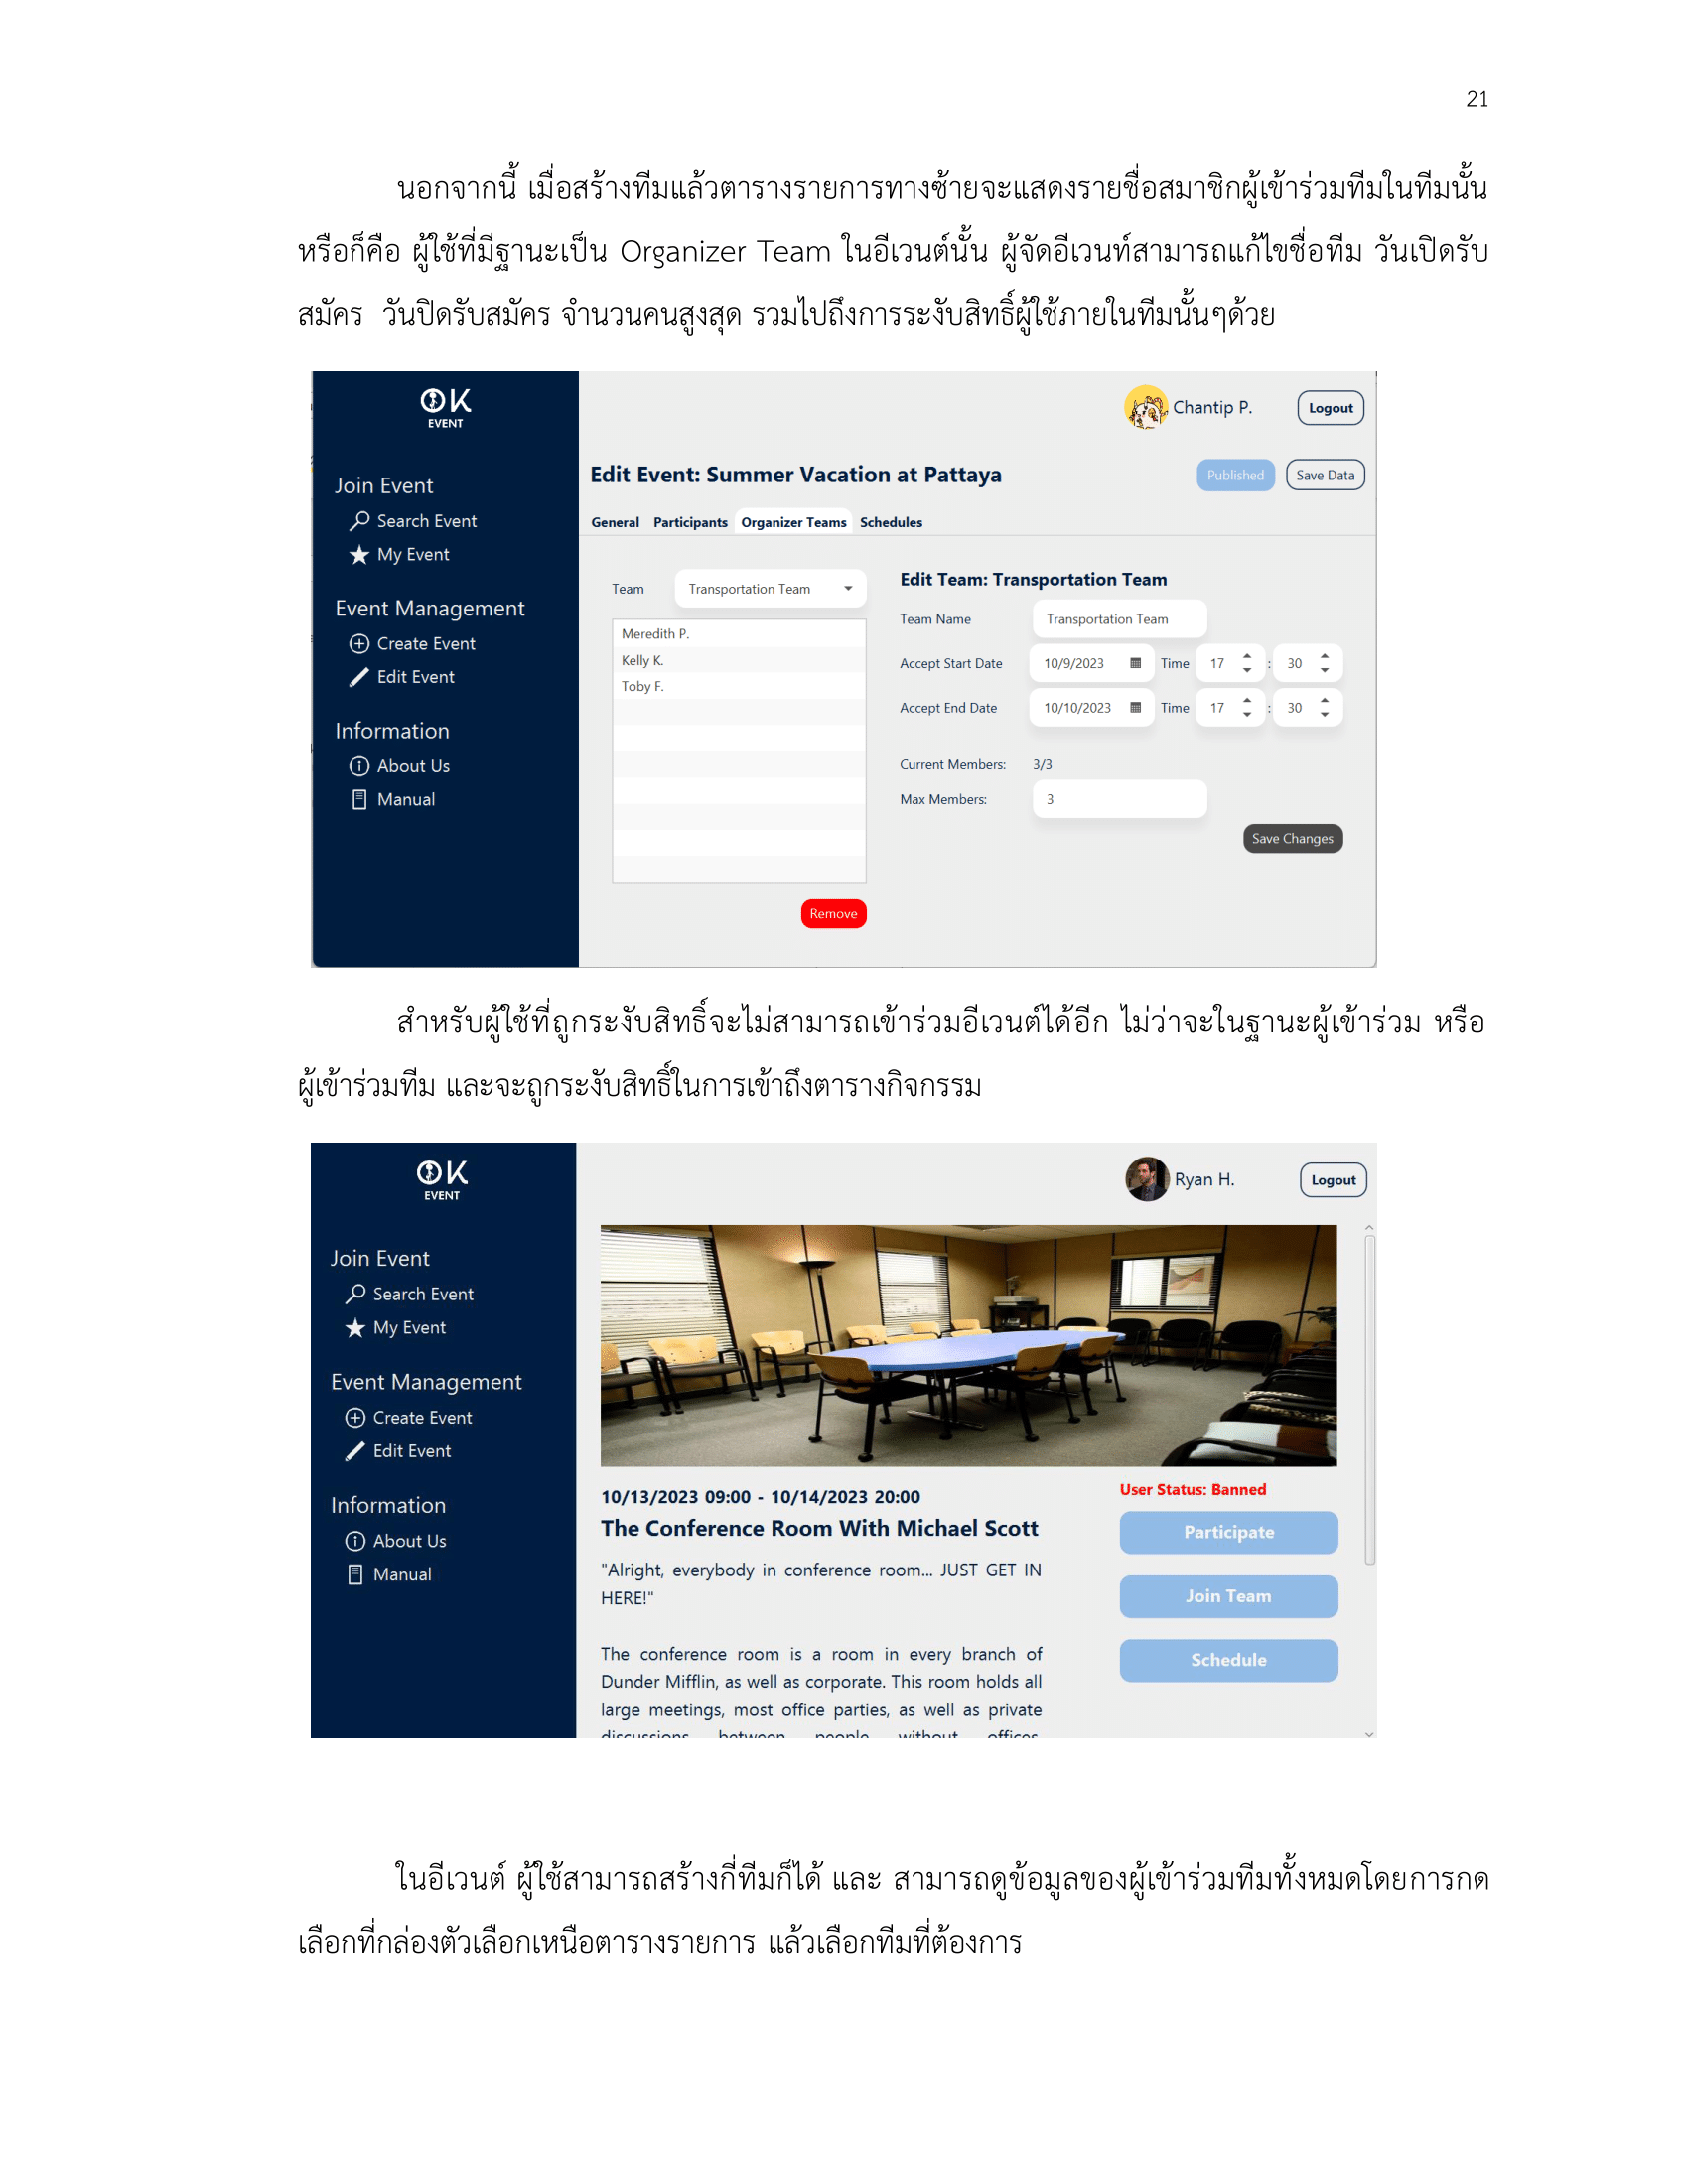 21
นอกจากนี้ เมื่อสร้างทีมแล้วตารางรายการทางซ้ายจะแสดงรายชื่อสมาชิกผู้เข้าร่วมทีมในทีมนั้น
หรือก็คือ ผู้ใช้ที่มีฐานะเป็น Organizer Team ในอีเวนต์นั้น ผู้จัดอีเวนท์สามารถแก้ไขชื่อทีม วันเปิดรับ
สมัคร วันปิดรับสมัคร จำนวนคนสูงสุด รวมไปถึงการระงับสิทธิ์ผู้ใช้ภายในทีมนั้นๆด้วย
OK
EVENT
Chantip P.
Logout
Join Event
Search Event
My Event
Event Management
Create Event
Edit Event
Information
About Us
Manual
Edit Event: Summer Vacation at Pattaya
Published
Save Data
General Participants Organizer Teams Schedules
Team Transportation Team
Meredith P.
Kelly K.
Toby F.
Remove
Edit Team: Transportation Team
Team Name Transportation Team
Accept Start Date 10/9/2023 Time 17 : 30
Accept End Date 10/10/2023 Time 17 : 30
Current Members: 3/3
Max Members: 3
Save Changes
สำหรับผู้ใช้ที่ถูกระงับสิทธิ์จะไม่สามารถเข้าร่วมอีเวนต์ได้อีก ไม่ว่าจะในฐานะผู้เข้าร่วม หรือ
ผู้เข้าร่วมทีม และจะถูกระงับสิทธิ์ในการเข้าถึงตารางกิจกรรม
OK
EVENT
Ryan H.
Logout
Join Event
Search Event
My Event
Event Management
Create Event
Edit Event
Information
About Us
Manual
10/13/2023 09:00 - 10/14/2023 20:00
The Conference Room With Michael Scott
"Alright, everybody in conference room... JUST GET IN
HERE!"
The conference room is a room in every branch of
Dunder Mifflin, as well as corporate. This room holds all
large meetings, most office parties, as well as private
discussions between people without offices.
User Status: Banned
Participate
Join Team
Schedule
ในอีเวนต์ ผู้ใช้สามารถสร้างกี่ทีมก็ได้ และ สามารถดูข้อมูลของผู้เข้าร่วมทีมทั้งหมดโดยการกด
เลือกที่กล่องตัวเลือกเหนือตารางรายการ แล้วเลือกทีมที่ต้องการ